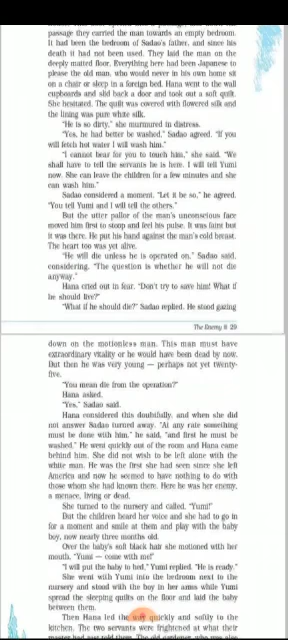 passage they carried the man towards an empty bedroom.
It had been the bedroom of Sadao's father, and since his
death it had not been used. They laid the man on the
deeply matted floor. Everything here had been Japanese to
please the old man, who would never in his own home sit
on a chair or sleep in a foreign bed. Hana went to the wall
cupboards and slid back a door and took out a soft quilt.
She hesitated. The quilt was covered with flowered silk and
the lining was pure white silk.
"He is so dirty," she murmured in distress.
"Yes, he had better be washed," Sadao agreed. "If you
will fetch hot water I will wash him."
"I cannot bear for you to touch him," she said. "We
shall have to tell the servants he is here. I will tell Yumi
now. She can leave the children for a few minutes and she
can wash him."
Sadao considered a moment. "Let it be so," he agreed.
"You tell Yumi and I will tell the others."
But the utter pallor of the man's unconscious face
moved him first to stoop and feel his pulse. It was faint but
it was there. He put his hand against the man's cold breast.
The heart too was yet alive.
"He will die unless he is operated on," Sadao said,
considering. "The question is whether he will not die
anyway."
Hana cried out in fear. "Don't try to save him! What if
he should live?"
"What if he should die?" Sadao replied. He stood gazing
The Enemy 29
down on the motionless man. This man must have
extraordinary vitality or he would have been dead by now.
But then he was very young — perhaps not yet twenty-
five.
"You mean die from the operation?"
Hana asked.
"Yes," Sadao said.
Hana considered this doubtfully, and when she did
not answer Sadao turned away. "At any rate something
must be done with him," he said, "and first he must be
washed." He went quickly out of the room and Hana came
behind him. She did not wish to be left alone with the
white man. He was the first she had seen since she left
America and now he seemed to have nothing to do with
those whom she had known there. Here he was her enemy,
a menace, living or dead.
She turned to the nursery and called, "Yumi!"
But the children heard her voice and she had to go in
for a moment and smile at them and play with the baby
boy, now nearly three months old.
Over the baby's soft black hair she motioned with her
mouth, "Yumi — come with me!"
"I will put the baby to bed," Yumi replied. "He is ready."
She went with Yumi into the bedroom next to the
nursery and stood with the boy in her arms while Yumi
spread the sleeping quilts on the floor and laid the baby
between them.
Then Hana led the way quickly and softly to the
kitchen. The two servants were frightened at what their